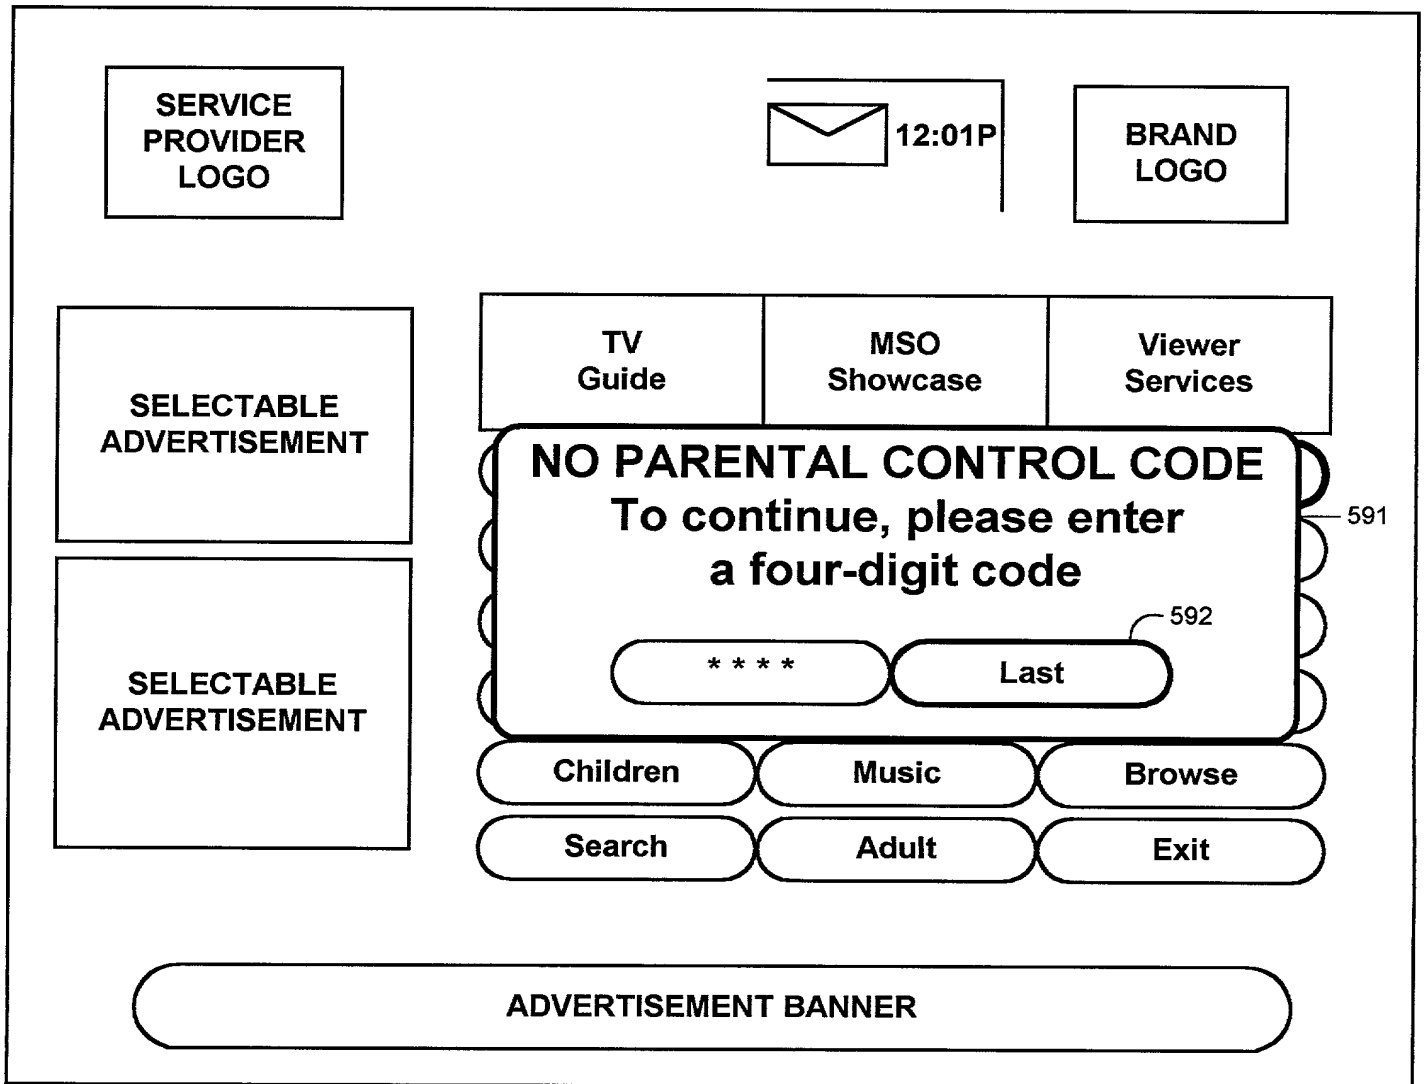 SERVICE
PROVIDER
LOGO
12:01P
BRAND
LOGO
SELECTABLE
ADVERTISEMENT
SELECTABLE
ADVERTISEMENT
TV
Guide
MSO
Showcase
Viewer
Services
NO PARENTAL CONTROL CODE
To continue, please enter
a four-digit code
591
592
* * * *
Last
Children
Music
Browse
Search
Adult
Exit
ADVERTISEMENT BANNER